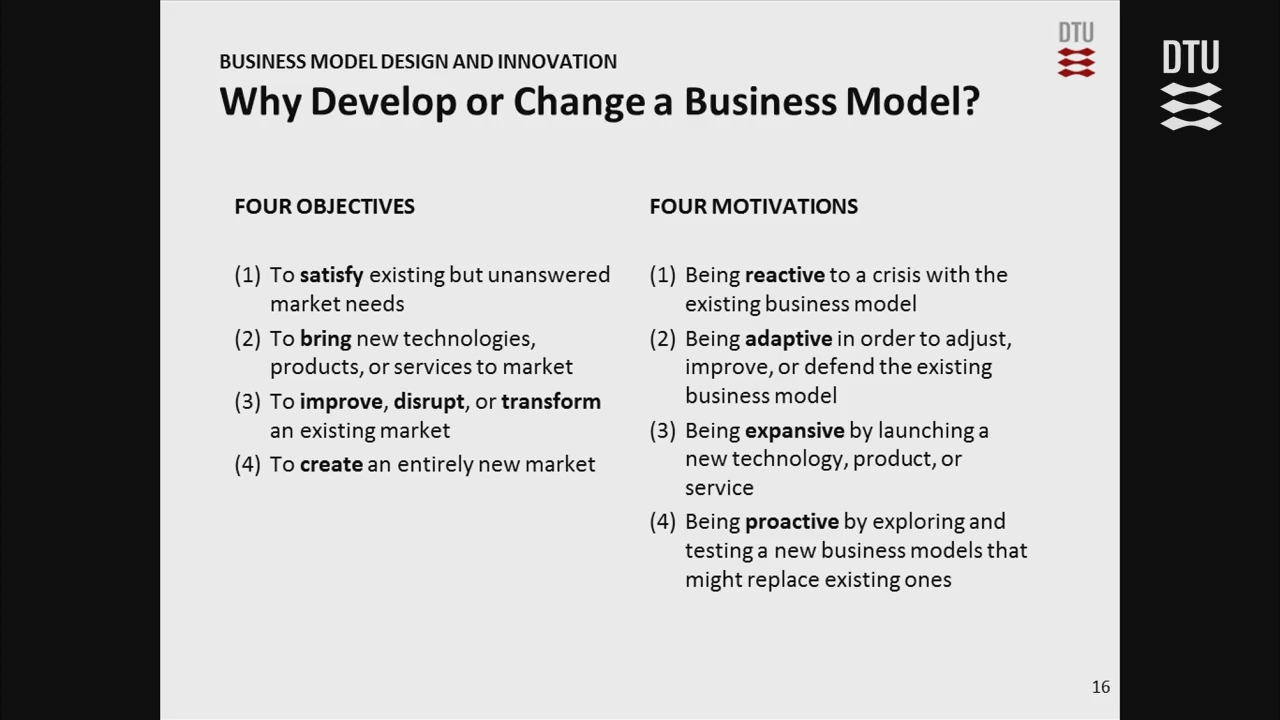 BUSINESS MODEL DESIGN AND INNOVATION
Why Develop or Change a Business Model?
DTU
DTU
FOUR OBJECTIVES
(1) To satisfy existing but unanswered
market needs
(2) To bring new technologies,
products, or services to market
(3) To improve, disrupt, or transform
an existing market
(4) To create an entirely new market
FOUR MOTIVATIONS
(1) Being reactive to a crisis with the
existing business model
(2) Being adaptive in order to adjust,
improve, or defend the existing
business model
(3) Being expansive by launching a
new technology, product, or
service
(4) Being proactive by exploring and
testing a new business models that
might replace existing ones
16